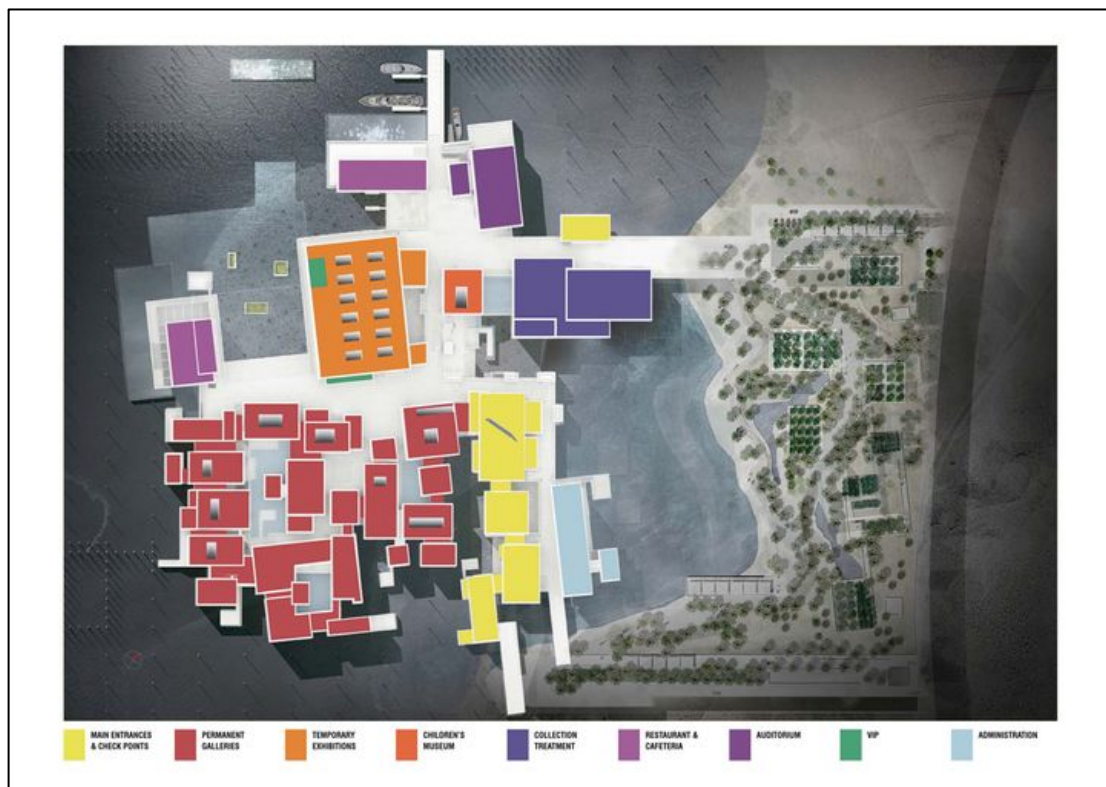 MAIN ENTRANCES
& CHECK POINTS
PERMANENT
GALLERIES
TEMPORARY
EXHIBITIONS
CHILDREN'S
MUSEUM
COLLECTION
TREATMENT
RESTAURANT &
CAFETERIA
AUDITORIUM
VIP
ADMINISTRATION